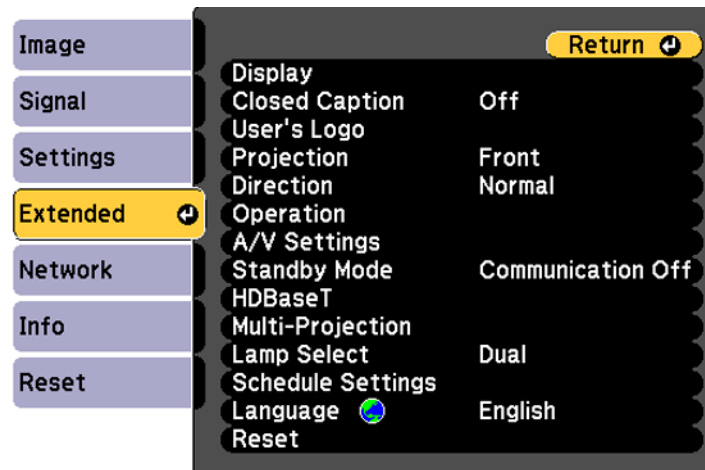 Image
Signal
Settings
Extended
Network
Info
Reset
Return
Display
Closed Caption Off
User's Logo
Projection Front
Direction Normal
Operation
A/V Settings
Standby Mode Communication Off
HDBaseT
Multi-Projection
Lamp Select Dual
Schedule Settings
Language English
Reset